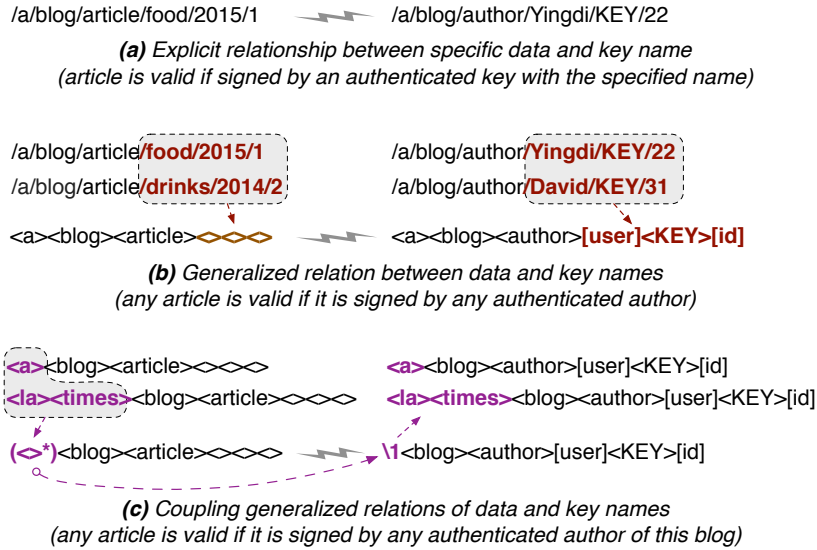 /a/blog/article/food/2015/1 /a/blog/author/Yingdi/KEY/22
(a) Explicit relationship between specific data and key name
(article is valid if signed by an authenticated key with the specified name)
/a/blog/article/food/2015/1 /a/blog/author/Yingdi/KEY/22
/a/blog/article/drinks/2014/2 /a/blog/author/David/KEY/31
<a><blog><article><><><> <a><blog><author>[user]<KEY>[id]
(b) Generalized relation between data and key names
(any article is valid if it is signed by any authenticated author)
<a><blog><article><><><> <a><blog><author>[user]<KEY>[id]
<la><times><blog><article><><><> <la><times><blog><author>[user]<KEY>[id]
(<>*)<blog><article><><><> \1<blog><author>[user]<KEY>[id]
(c) Coupling generalized relations of data and key names
(any article is valid if it is signed by any authenticated author of this blog)